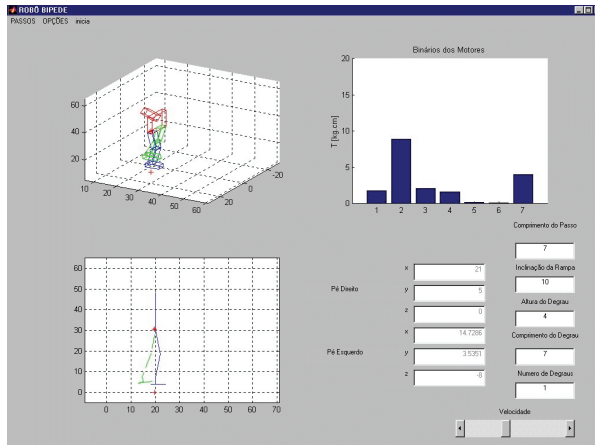 ROBÔ BIPEDE
PASSOS OPÇÕES inicia
60
40
20
10
20
30
40
50
60
20
0
-20
Binários dos Motores
T [kg.cm]
20
15
10
5
0
1 2 3 4 5 6 7
60
50
40
30
20
10
0
0 10 20 30 40 50 60 70
Pé Direito
x 21
y 5
z 0
Pé Esquerdo
x 14.7286
y 3.5351
z -8
Comprimento do Passo
7
Inclinação da Rampa
10
Altura do Degrau
4
Comprimento do Degrau
7
Numero de Degraus
1
Velocidade